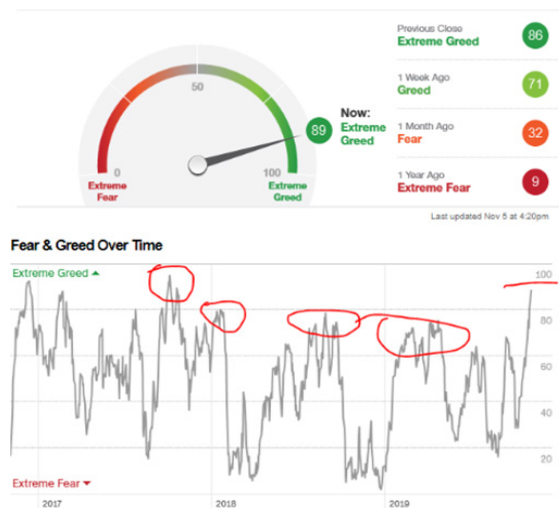 Previous Close
Extreme Greed
86
50
1 Week Ago
Greed
71
Now:
Extreme
Greed
89
1 Month Ago
Fear
32
0
100
Extreme
Fear
Extreme
Greed
1 Year Ago
Extreme Fear
9
Last updated Nov 5 at 4:20pm
Fear & Greed Over Time
Extreme Greed ▲
100
80
60
40
20
Extreme Fear ▼
2017
2018
2019